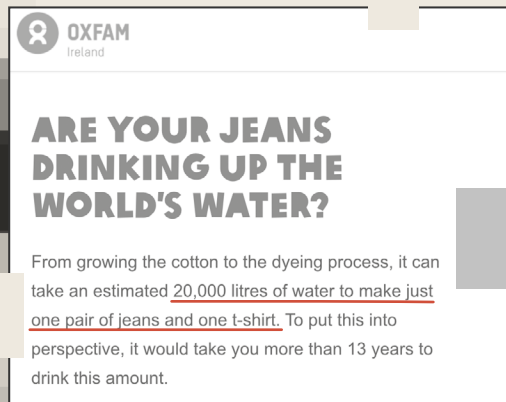 OXFAM
Ireland
ARE YOUR JEANS
DRINKING UP THE
WORLD'S WATER?
From growing the cotton to the dyeing process, it can
take an estimated 20,000 litres of water to make just
one pair of jeans and one t-shirt. To put this into
perspective, it would take you more than 13 years to
drink this amount.